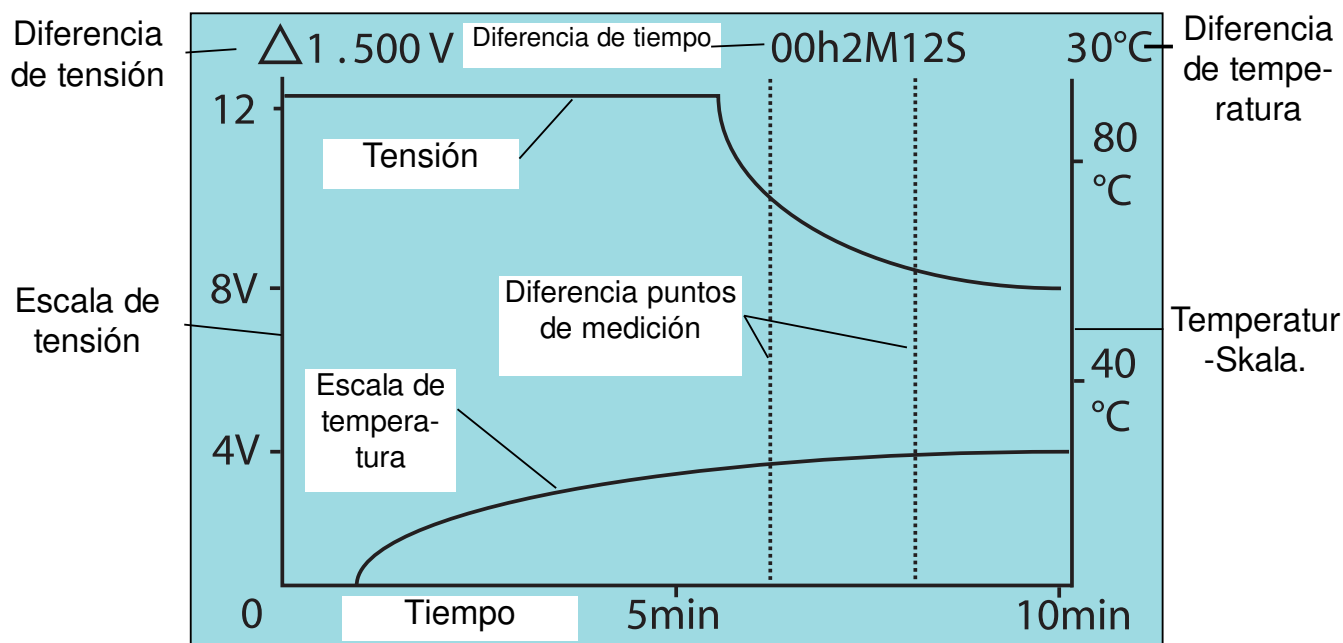 Diferencia
de tensión
△1.500 V
Diferencia de tiempo
00h2M12S
30°C
Diferencia
de tempe-
ratura
12
Tensión
80
°C
8V
Escala de
tensión
Diferencia puntos
de medición
Temperatur
-Skala.
40
°C
Escala de
tempera-
tura
4V
0
Tiempo
5min
10min